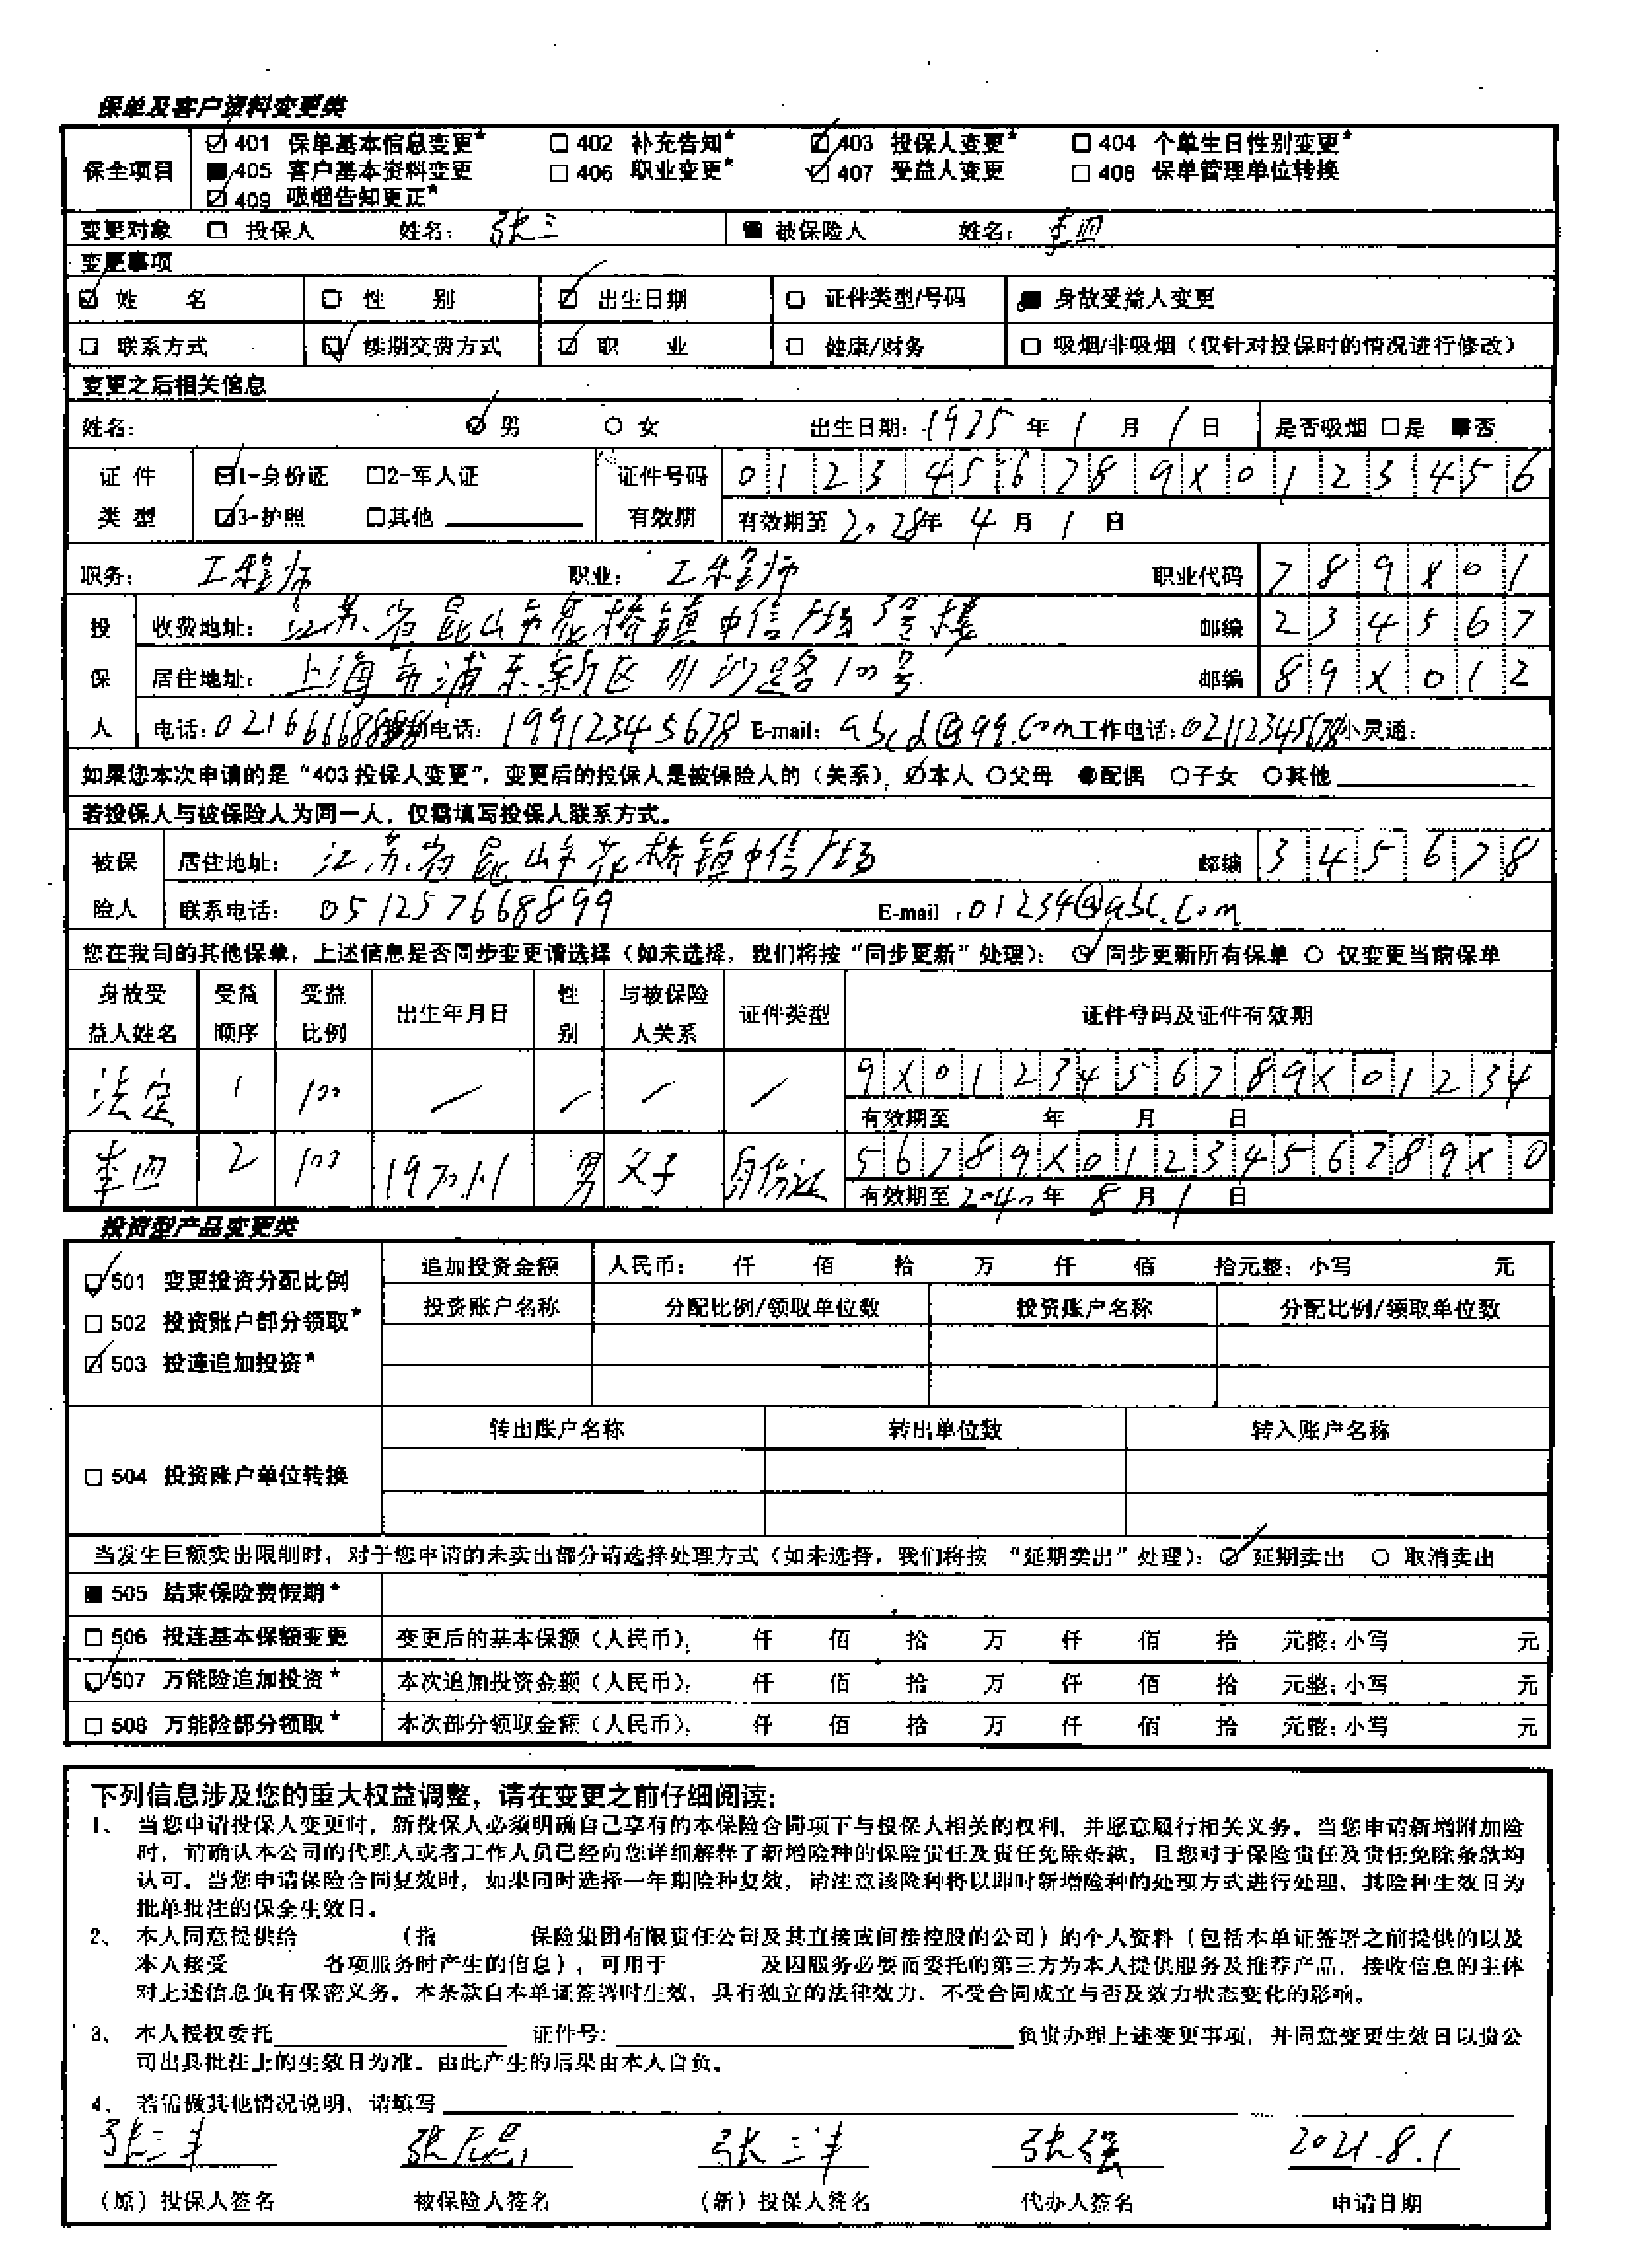 保单及客户资料变更类
保全项目 ☑ 401 保单基本信息变更* ☐ 402 补充告知* ☑ 403 投保人变更* ☐ 404 个单生日性别变更*
■ 405 客户基本资料变更 ☐ 406 职业变更* ☑ 407 受益人变更 ☐ 408 保单管理单位转换
☑ 409 吸烟告知更正*
变更对象 ☐ 投保人 姓名: 张三 ■ 被保险人 姓名: 李四
变更事项
☑ 姓 名 ☐ 性 别 ☑ 出生日期 ☐ 证件类型/号码 ■ 身故受益人变更
☐ 联系方式 ☑ 续期交费方式 ☑ 职 业 ☐ 健康/财务 ☐ 吸烟/非吸烟（仅针对投保时的情况进行修改）
变更之后相关信息
姓名: ☑ 男 ○ 女 出生日期: 1975 年 1 月 1 日 是否吸烟 ☐是 ■否
证 件 ☑1-身份证 ☐2-军人证 证件号码 0123456789X0123456
类 型 ☑3-护照 ☐其他 有效期 有效期至 2028年 4 月 1 日
职务: 工程师 职业: 工程师 职业代码 789X01
投 收费地址: 江苏省昆山市花桥镇中信广场3号楼 邮编 234567
保 居住地址: 上海市浦东新区川沙路100号 邮编 89X012
人 电话: 02166668888 移动电话: 19912345678 E-mail: abcd@qq.com 工作电话: 02112345678 小灵通:
如果您本次申请的是“403 投保人变更”, 变更后的投保人是被保险人的（关系） ☑本人 ○父母 ●配偶 ○子女 ○其他
若投保人与被保险人为同一人, 仅需填写投保人联系方式。
被保 居住地址: 江苏省昆山市花桥镇中信广场 邮编 345678
险人 联系电话: 051257668899 E-mail : 01234@abc.com
您在我司的其他保单, 上述信息是否同步变更请选择（如未选择, 我们将按“同步更新”处理）: ☑ 同步更新所有保单 ○ 仅变更当前保单
身故受 受益 受益 出生年月日 性 与被保险 证件类型 证件号码及证件有效期
益人姓名 顺序 比例 别 人关系
法定 1 100 / / / / 9X0123456789X01234
有效期至 年 月 日
李四 2 100 1970.1.1 男 父子 身份证 56789X0123456789X0
有效期至 2040 年 8 月 1 日
投资型产品变更类
☑ 501 变更投资分配比例 追加投资金额 人民币: 仟 佰 拾 万 仟 佰 拾元整; 小写 元
☐ 502 投资账户部分领取* 投资账户名称 分配比例/领取单位数 投资账户名称 分配比例/领取单位数
☑ 503 投连追加投资*
转出账户名称 转出单位数 转入账户名称
☐ 504 投资账户单位转换
当发生巨额卖出限制时, 对于您申请的未卖出部分请选择处理方式（如未选择, 我们将按 “延期卖出” 处理）: ☑ 延期卖出 ○ 取消卖出
■ 505 结束保险费假期*
☐ 506 投连基本保额变更 变更后的基本保额（人民币）: 仟 佰 拾 万 仟 佰 拾 元整; 小写 元
☑ 507 万能险追加投资* 本次追加投资金额（人民币）: 仟 佰 拾 万 仟 佰 拾 元整; 小写 元
☐ 508 万能险部分领取* 本次部分领取金额（人民币）: 仟 佰 拾 万 仟 佰 拾 元整; 小写 元
下列信息涉及您的重大权益调整，请在变更之前仔细阅读:
1、 当您申请投保人变更时, 新投保人必须明确自己享有的本保险合同项下与投保人相关的权利, 并愿意履行相关义务。当您申请新增附加险
时, 请确认本公司的代理人或者工作人员已经向您详细解释了新增险种的保险责任及责任免除条款, 且您对于保险责任及责任免除条款均
认可。当您申请保险合同复效时, 如果同时选择一年期险种复效, 请注意该险种将以即时新增险种的处理方式进行处理、其险种生效日为
批单批注的保全生效日。
2、 本人同意提供给 （指 保险集团有限责任公司及其直接或间接控股的公司）的个人资料（包括本单证签署之前提供的以及
本人接受 各项服务时产生的信息）, 可用于 及因服务必要而委托的第三方为本人提供服务及推荐产品, 接收信息的主体
对上述信息负有保密义务。本条款自本单证签署时生效, 具有独立的法律效力、不受合同成立与否及效力状态变化的影响。
3、 本人授权委托 证件号: 负责办理上述变更事项, 并同意变更生效日以贵公
司出具批注上的生效日为准。由此产生的后果由本人自负。
4、 若需做其他情况说明, 请填写
张三丰 张三丰 2021.8.1
（原）投保人签名 被保险人签名 （新）投保人签名 代办人签名 申请日期